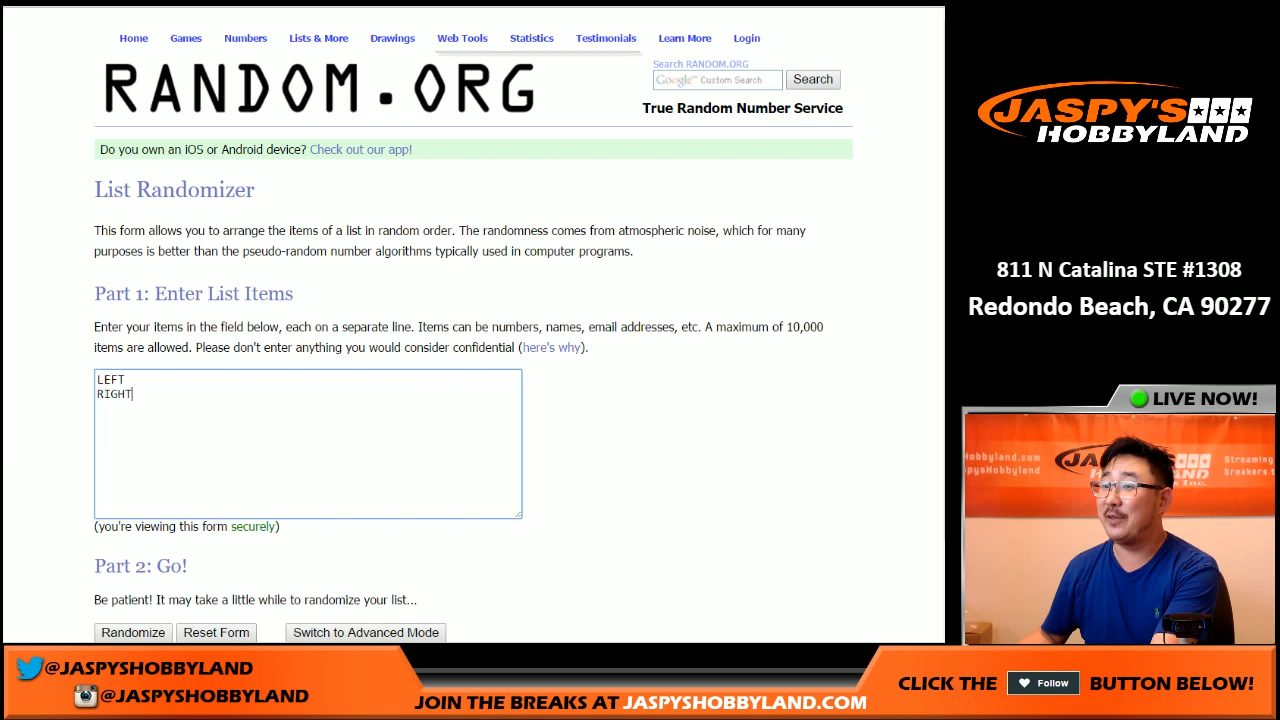 Home Games Numbers Lists & More Drawings Web Tools Statistics Testimonials Learn More Login
RANDOM.ORG
Search RANDOM.ORG
Google™ Custom Search Search
True Random Number Service
Do you own an iOS or Android device? Check out our app!
List Randomizer
This form allows you to arrange the items of a list in random order. The randomness comes from atmospheric noise, which for many
purposes is better than the pseudo-random number algorithms typically used in computer programs.
Part 1: Enter List Items
Enter your items in the field below, each on a separate line. Items can be numbers, names, email addresses, etc. A maximum of 10,000
items are allowed. Please don't enter anything you would consider confidential (here's why).
LEFT
RIGHT
(you're viewing this form securely)
Part 2: Go!
Be patient! It may take a little while to randomize your list...
Randomize Reset Form Switch to Advanced Mode
JASPY'S
HOBBYLAND
811 N Catalina STE #1308
Redondo Beach, CA 90277
LIVE NOW!
@JASPYSHOBBYLAND
@JASPYSHOBBYLAND
JOIN THE BREAKS AT JASPYSHOBBYLAND.COM
CLICK THE Follow BUTTON BELOW!